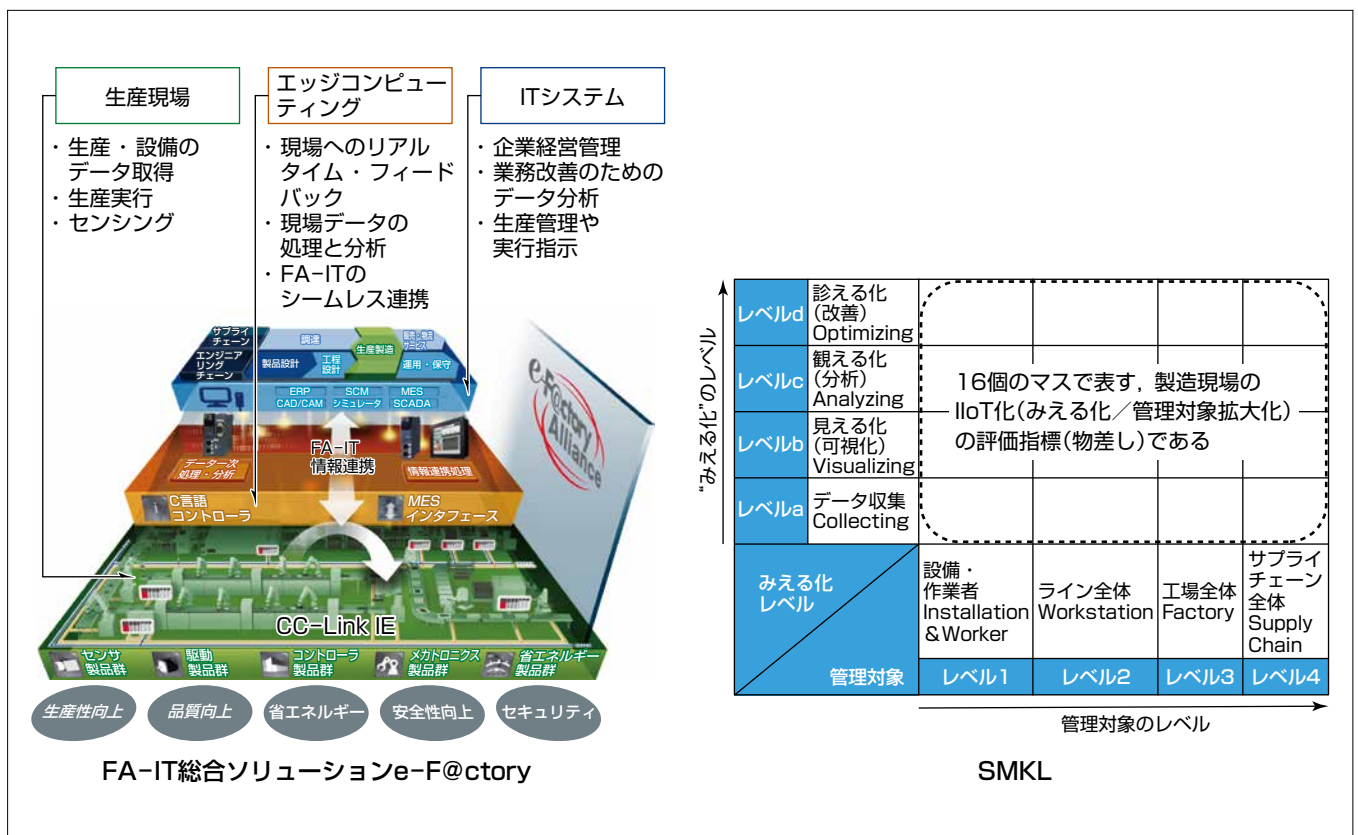 生産現場
・生産・設備の
データ取得
・生産実行
・センシング
エッジコンピュー
ティング
・現場へのリアル
タイム・フィード
バック
・現場データの
処理と分析
・FA-ITの
シームレス連携
ITシステム
・企業経営管理
・業務改善のための
データ分析
・生産管理や
実行指示
サプライ
チェーン
調達
生産製造
販売・物流
サービス
エンジニア
リング
チェーン
製品設計
工程
設計
運用・保守
ERP
SCM
MES
CAD/CAM
シミュレータ
SCADA
FA-IT
情報連携
データ一次
処理・分析
情報連携処理
C言語
コントローラ
MES
インタフェース
e-F@ctory
Alliance
CC-Link IE
センサ
製品群
駆動
製品群
コントローラ
製品群
メカトロニクス
製品群
省エネルギー
製品群
生産性向上
品質向上
省エネルギー
安全性向上
セキュリティ
FA-IT総合ソリューションe-F@ctory
“みえる化”のレベル
レベルd
診える化
(改善)
Optimizing
レベルc
観える化
(分析)
Analyzing
レベルb
見える化
(可視化)
Visualizing
レベルa
データ収集
Collecting
16個のマスで表す，製造現場の
IIoT化(みえる化／管理対象拡大化)
の評価指標(物差し)である
みえる化
レベル
管理対象
設備・
作業者
Installation
&Worker
ライン全体
Workstation
工場全体
Factory
サプライ
チェーン
全体
Supply
Chain
レベル1
レベル2
レベル3
レベル4
管理対象のレベル
SMKL